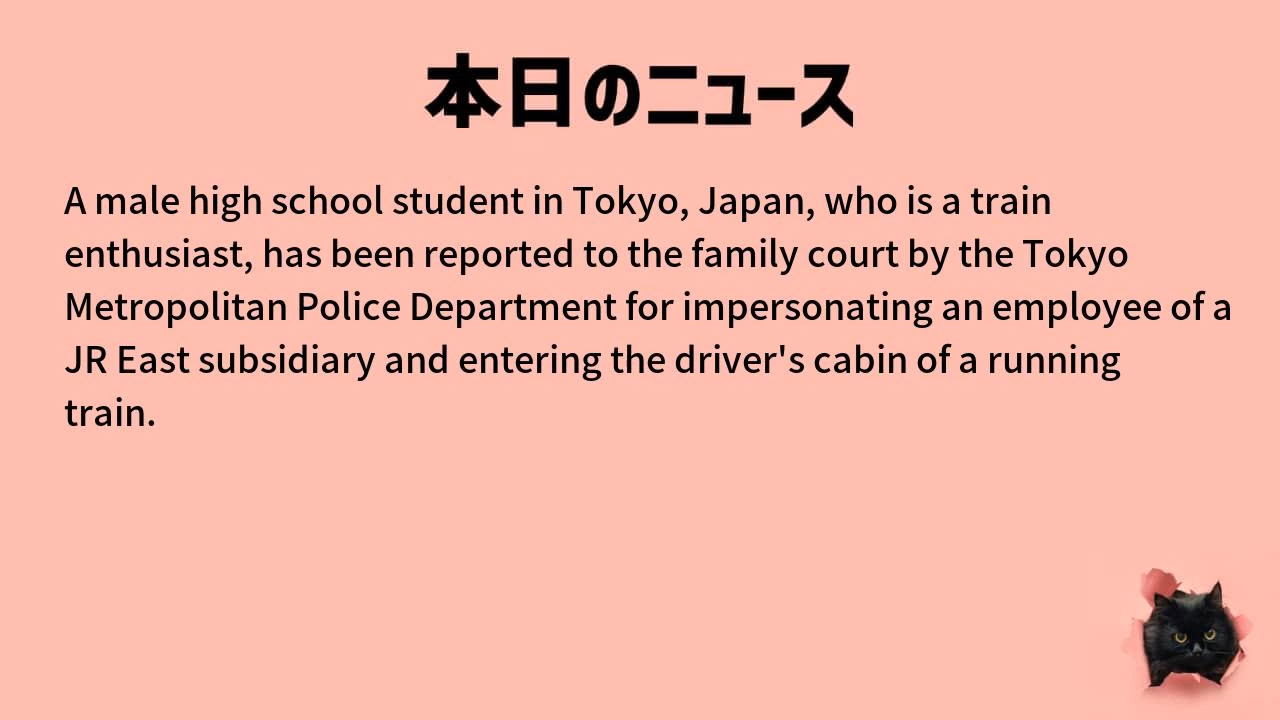 本日のニュース
A male high school student in Tokyo, Japan, who is a train
enthusiast, has been reported to the family court by the Tokyo
Metropolitan Police Department for impersonating an employee of a
JR East subsidiary and entering the driver's cabin of a running
train.